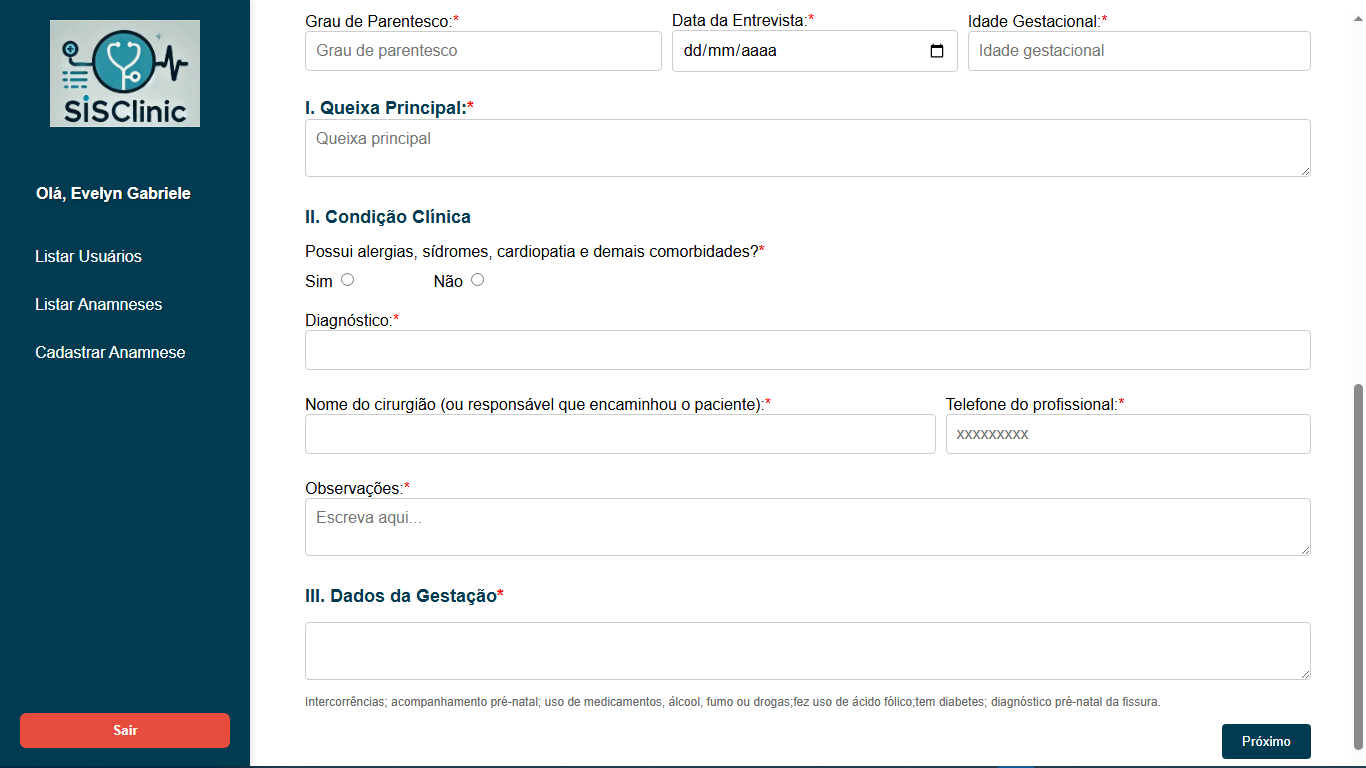 SiSClinic
Olá, Evelyn Gabriele
Listar Usuários
Listar Anamneses
Cadastrar Anamnese
Sair
Grau de Parentesco:* Data da Entrevista:* Idade Gestacional:*
Grau de parentesco dd/mm/aaaa Idade gestacional
I. Queixa Principal:*
Queixa principal
II. Condição Clínica
Possui alergias, sídromes, cardiopatia e demais comorbidades?*
Sim Não
Diagnóstico:*
Nome do cirurgião (ou responsável que encaminhou o paciente):* Telefone do profissional:*
xxxxxxxxx
Observações:*
Escreva aqui...
III. Dados da Gestação*
Intercorrências; acompanhamento pré-natal; uso de medicamentos, álcool, fumo ou drogas;fez uso de ácido fólico;tem diabetes; diagnóstico pré-natal da fissura.
Próximo